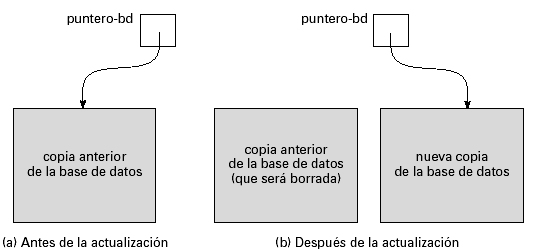 puntero-bd
copia anterior
de la base de datos
(a) Antes de la actualización
puntero-bd
copia anterior
de la base de datos
(que será borrada)
nueva copia
de la base de datos
(b) Después de la actualización